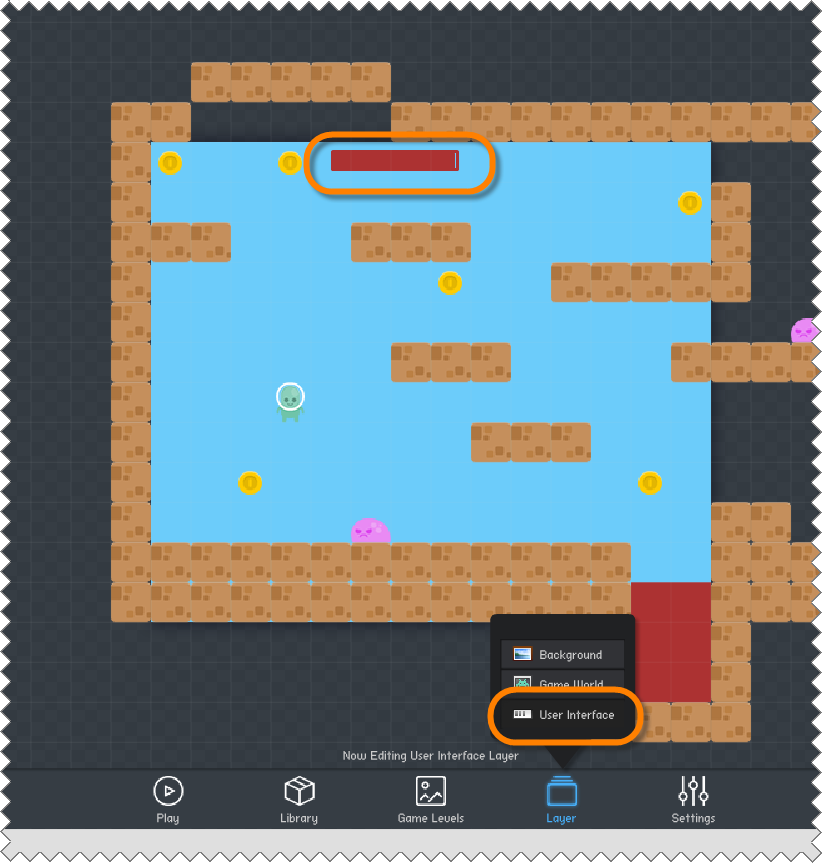 Background
Game World
User Interface
Now Editing User Interface Layer
Play
Library
Game Levels
Layer
Settings